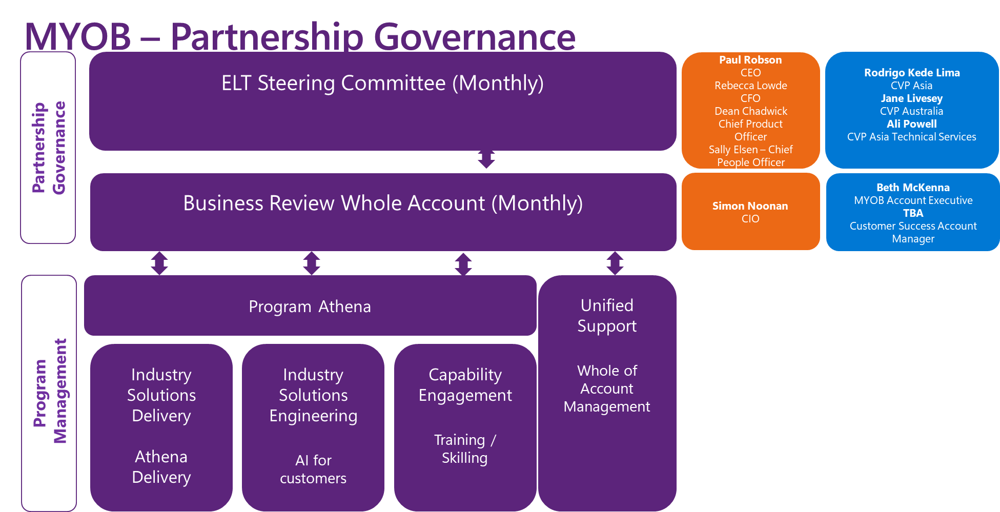 MYOB – Partnership Governance
Partnership
Governance
ELT Steering Committee (Monthly)
Paul Robson
CEO
Rebecca Lowde
CFO
Dean Chadwick
Chief Product
Officer
Sally Elsen – Chief
People Officer
Rodrigo Kede Lima
CVP Asia
Jane Livesey
CVP Australia
Ali Powell
CVP Asia Technical Services
Business Review Whole Account (Monthly)
Simon Noonan
CIO
Beth McKenna
MYOB Account Executive
TBA
Customer Success Account
Manager
Program
Management
Program Athena
Industry
Solutions
Delivery
Athena
Delivery
Industry
Solutions
Engineering
AI for
customers
Capability
Engagement
Training /
Skilling
Unified
Support
Whole of
Account
Management